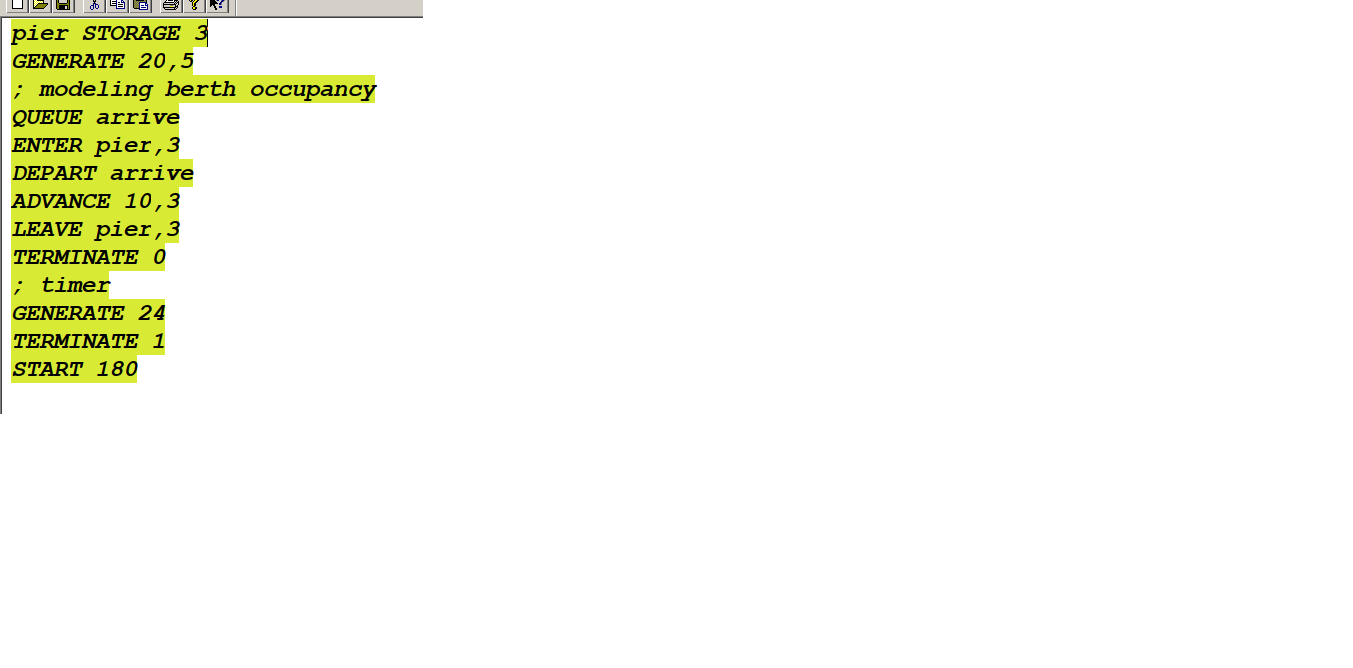 pier STORAGE 3
GENERATE 20,5
; modeling berth occupancy
QUEUE arrive
ENTER pier,3
DEPART arrive
ADVANCE 10,3
LEAVE pier,3
TERMINATE 0
; timer
GENERATE 24
TERMINATE 1
START 180